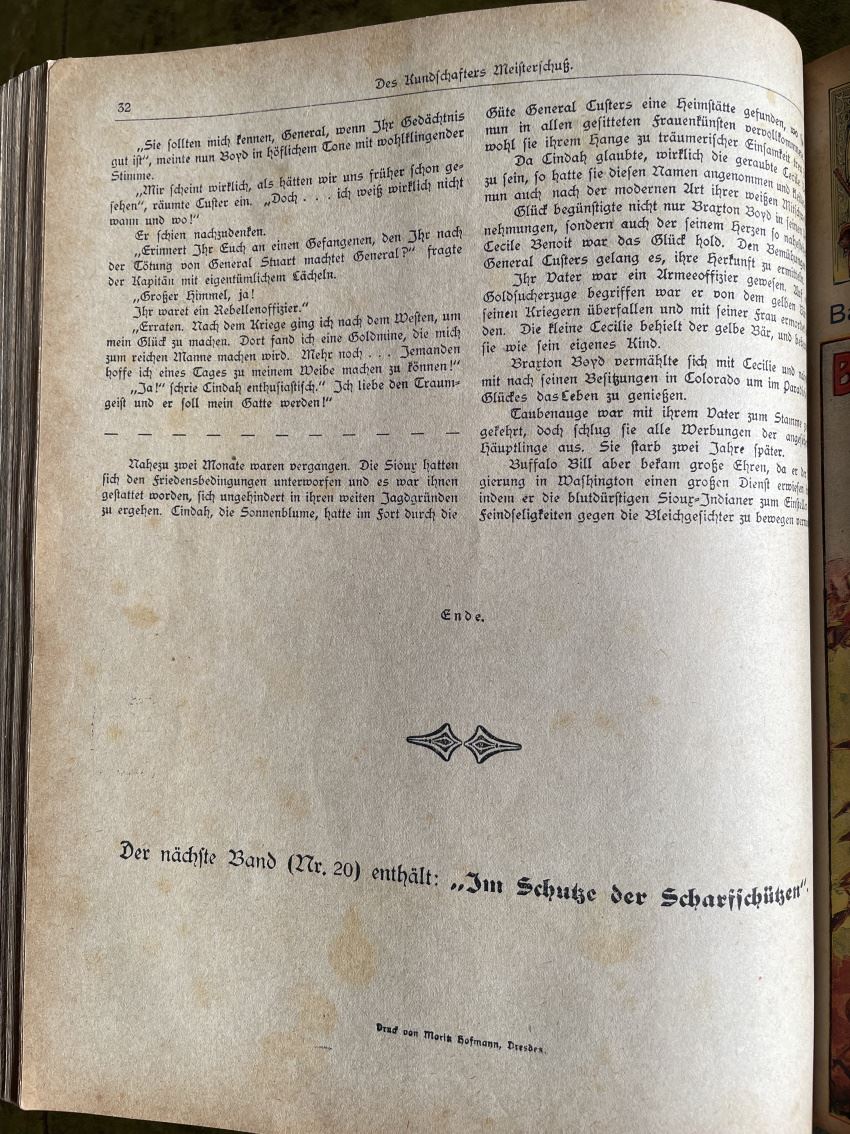 32
Des Kundschafters Meisterschuß.
„Sie sollten mich kennen, General, wenn Ihr Gedächtnis
gut ist“, meinte nun Boyd in höflichem Tone mit wohlklingender
Stimme.
„Mir scheint wirklich, als hätten wir uns früher schon ge-
sehen“, räumte Custer ein. „Doch . . . ich weiß wirklich nicht
wann und wo!“
Er schien nachzudenken.
„Erinnert Ihr Euch an einen Gefangenen, den Ihr nach
der Tötung von General Stuart machtet General?“ fragte
der Kapitän mit eigentümlichem Lächeln.
„Großer Himmel, ja!
Ihr waret ein Rebellenoffizier.“
„Erraten. Nach dem Kriege ging ich nach dem Westen, um
mein Glück zu machen. Dort fand ich eine Goldmine, die mich
zum reichen Manne machen wird. Mehr noch . . . Jemanden
hoffe ich eines Tages zu meinem Weibe machen zu können!“
„Ja!“ schrie Cindah enthusiastisch.“ Ich liebe den Traum-
geist und er soll mein Gatte werden!“
— — — — — — — — — —
Nahezu zwei Monate waren vergangen. Die Sioux hatten
sich den Friedensbedingungen unterworfen und es war ihnen
gestattet worden, sich ungehindert in ihren weiten Jagdgründen
zu ergehen. Cindah, die Sonnenblume, hatte im Fort durch die
Güte General Custers eine Heimstätte gefunden, wo
nun in allen gesitteten Frauenkünsten vervollkommnete
wohl sie ihrem Hange zu träumerischer Einsamkeit treu
Da Cindah glaubte, wirklich die geraubte
zu sein, so hatte sie diesen Namen angenommen und
nun auch nach der modernen Art ihrer weißen
Glück begünstigte nicht nur Braxton Boyd in seinen
nehmungen, sondern auch der seinem Herzen so
Cecile Benoit war das Glück hold. Den Bemühungen
General Custers gelang es, ihre Herkunft zu ermitteln.
Ihr Vater war ein Armeeoffizier gewesen. Auf
Goldsucherzuge begriffen war er von dem gelben
seinen Kriegern überfallen und mit seiner Frau ermordet
den. Die kleine Cecilie behielt der gelbe Bär, und
sie wie sein eigenes Kind.
Braxton Boyd vermählte sich mit Cecilie und
mit nach seinen Besitzungen in Colorado um im
Glückes das Leben zu genießen.
Taubenauge war mit ihrem Vater zum Stamme
gekehrt, doch schlug sie alle Werbungen der
Häuptlinge aus. Sie starb zwei Jahre später.
Buffalo Bill aber bekam große Ehren, da er
gierung in Washington einen großen Dienst erwiesen
indem er die blutdürstigen Sioux-Indianer zum
Feindseligkeiten gegen die Bleichgesichter zu bewegen
Ende.
Der nächste Band (Nr. 20) enthält: „Im Schutze der Scharfschützen“.
Druck von Moritz Hofmann, Dresden.